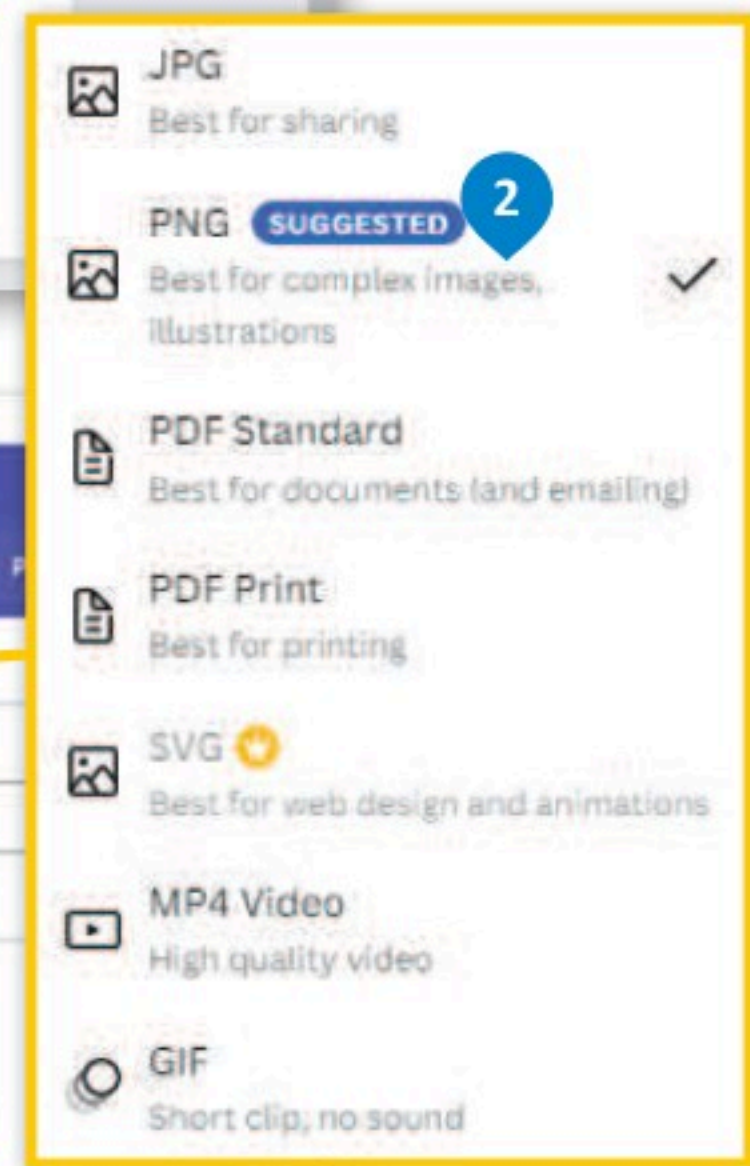 JPG
Best for sharing
PNG SUGGESTED 2
Best for complex images,
illustrations
PDF Standard
Best for documents (and emailing)
PDF Print
Best for printing
SVG
Best for web design and animations
MP4 Video
High quality video
GIF
Short clip, no sound
P